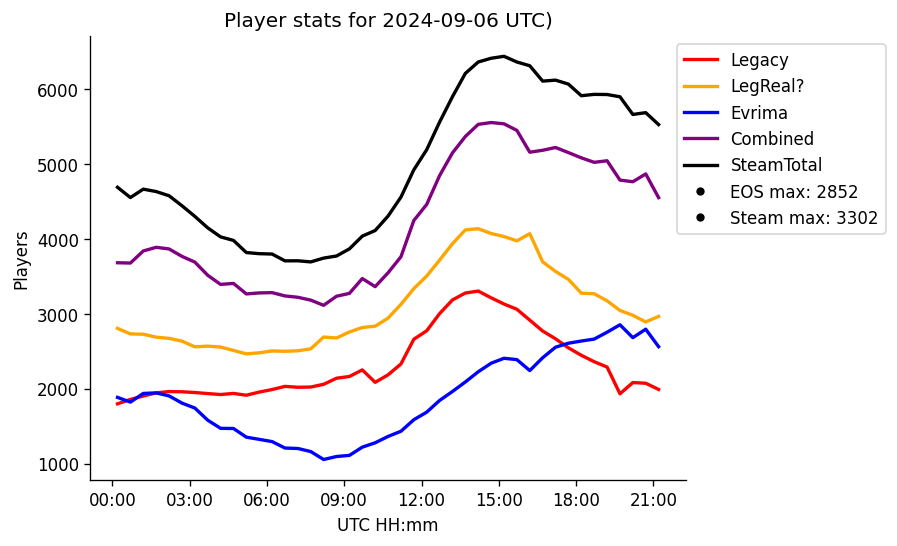 Player stats for 2024-09-06 UTC)
Legacy
LegReal?
Evrima
Combined
SteamTotal
EOS max: 2852
Steam max: 3302
Players
6000
5000
4000
3000
2000
1000
00:00 03:00 06:00 09:00 12:00 15:00 18:00 21:00
UTC HH:mm